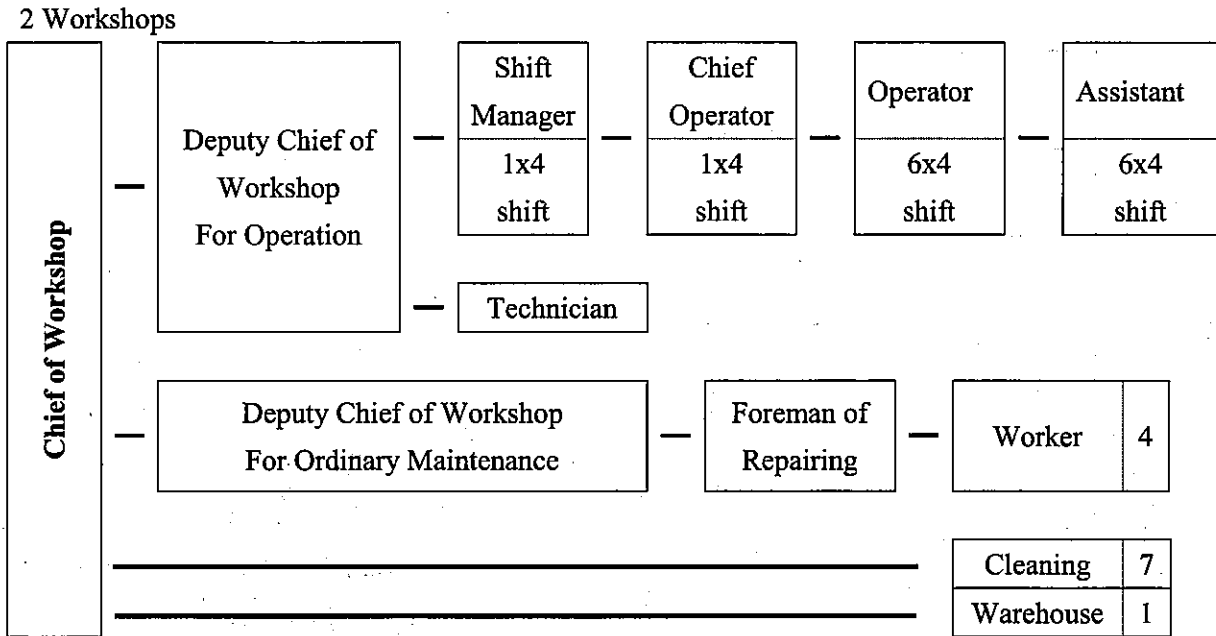 2 Workshops
Chief of Workshop
Deputy Chief of
Workshop
For Operation
Shift
Manager
1x4
shift
Chief
Operator
1x4
shift
Operator
6x4
shift
Assistant
6x4
shift
Technician
Deputy Chief of Workshop
For Ordinary Maintenance
Foreman of
Repairing
Worker 4
Cleaning 7
Warehouse 1